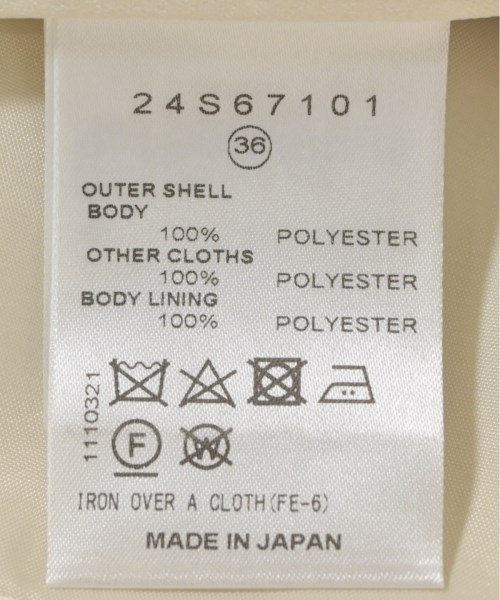 24S67101
36
OUTER SHELL
BODY
100% POLYESTER
OTHER CLOTHS
100% POLYESTER
BODY LINING
100% POLYESTER
1110321
F W
IRON OVER A CLOTH(FE-6)
MADE IN JAPAN